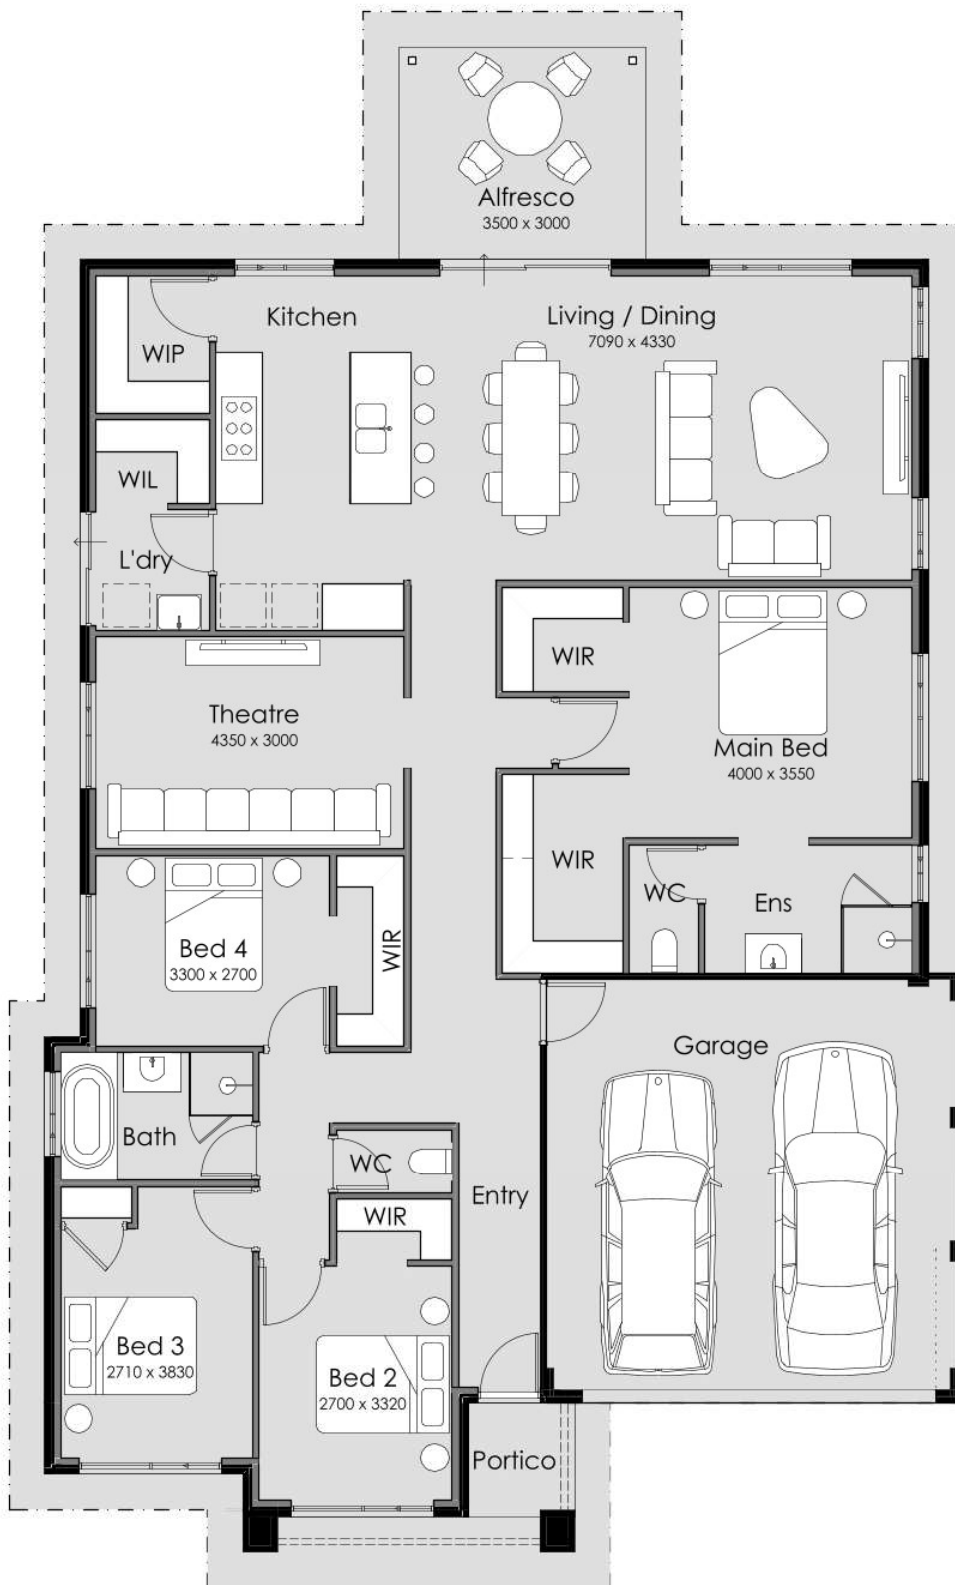 Alfresco
3500 x 3000
Kitchen
Living / Dining
7090 x 4330
WIP
WIL
L'dry
WIR
Theatre
4350 x 3000
Main Bed
4000 x 3550
WIR
WC
Ens
Bed 4
3300 x 2700
WIR
Garage
Bath
WC
Entry
WIR
Bed 3
2710 x 3830
Bed 2
2700 x 3320
Portico